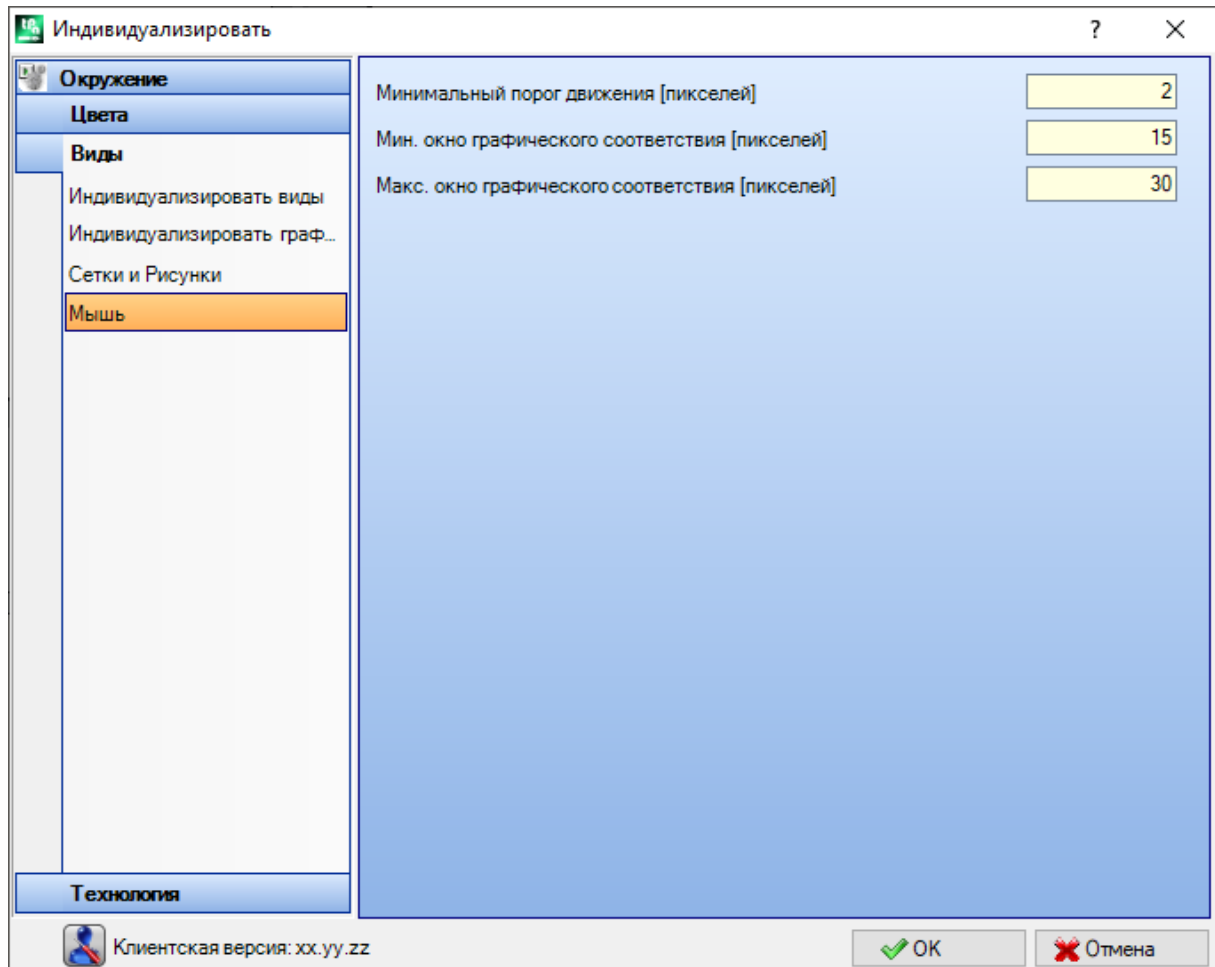 Индивидуализировать
?
Окружение
Цвета
Виды
Индивидуализировать виды
Индивидуализировать граф...
Сетки и Рисунки
Мышь
Технология
Минимальный порог движения [пикселей]
2
Мин. окно графического соответствия [пикселей]
15
Макс. окно графического соответствия [пикселей]
30
Клиентская версия: xx.yy.zz
OK
Отмена